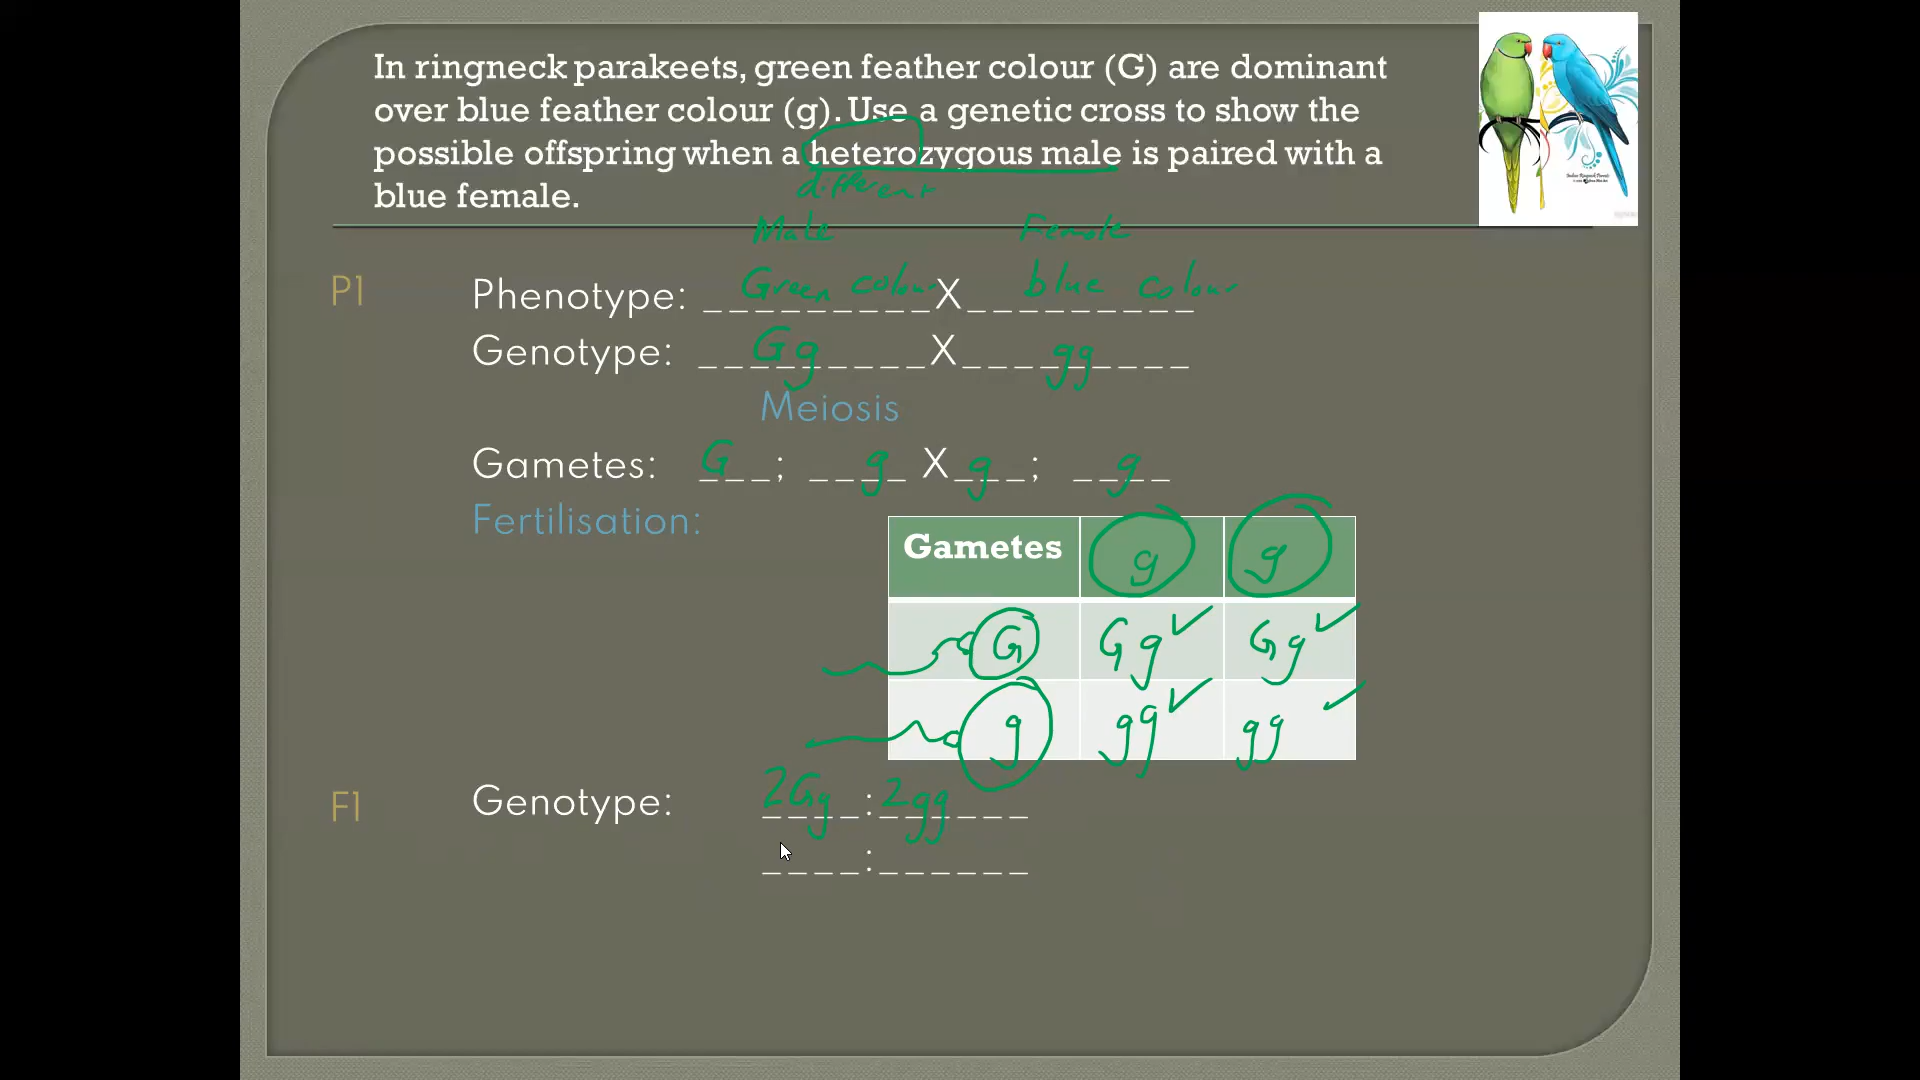 In ringneck parakeets, green feather colour (G) are dominant
over blue feather colour (g). Use a genetic cross to show the
possible offspring when a heterozygous male is paired with a
blue female.
different
Male Female
P1 Phenotype: Green colour X blue colour
Genotype: Gg X gg
Meiosis
Gametes: G ; g X g ; g
Fertilisation:
Gametes g g
G Gg Gg
g gg gg
F1 Genotype: 2Gg : 2gg
____:______